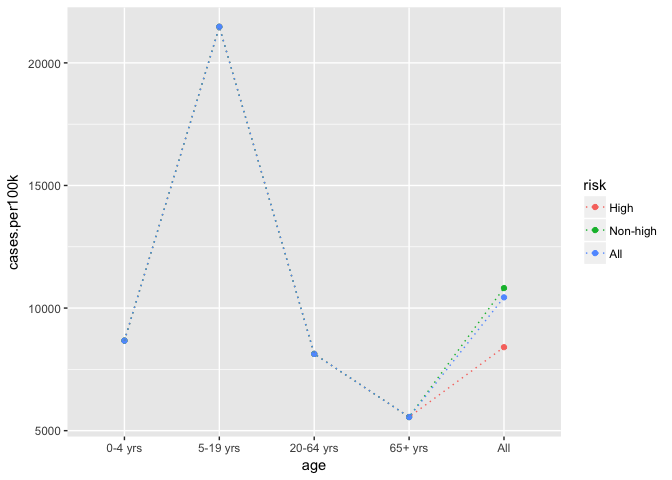 cases.per100k
20000
15000
10000
5000
0-4 yrs
5-19 yrs
20-64 yrs
65+ yrs
All
age
risk
High
Non-high
All